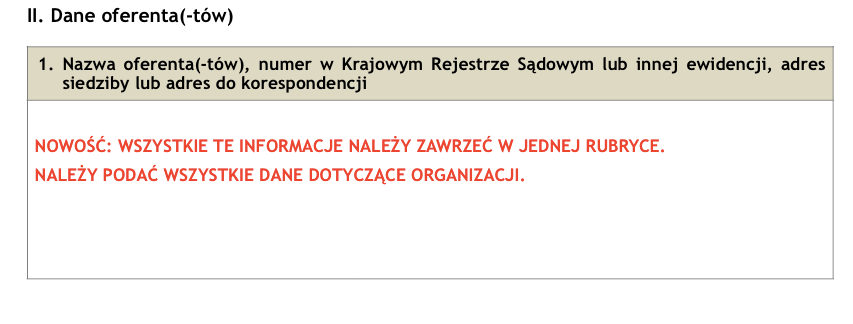 II. Dane oferenta(-tów)
1. Nazwa oferenta(-tów), numer w Krajowym Rejestrze Sądowym lub innej ewidencji, adres
siedziby lub adres do korespondencji
NOWOŚĆ: WSZYSTKIE TE INFORMACJE NALEŻY ZAWRZEĆ W JEDNEJ RUBRYCE.
NALEŻY PODAĆ WSZYSTKIE DANE DOTYCZĄCE ORGANIZACJI.